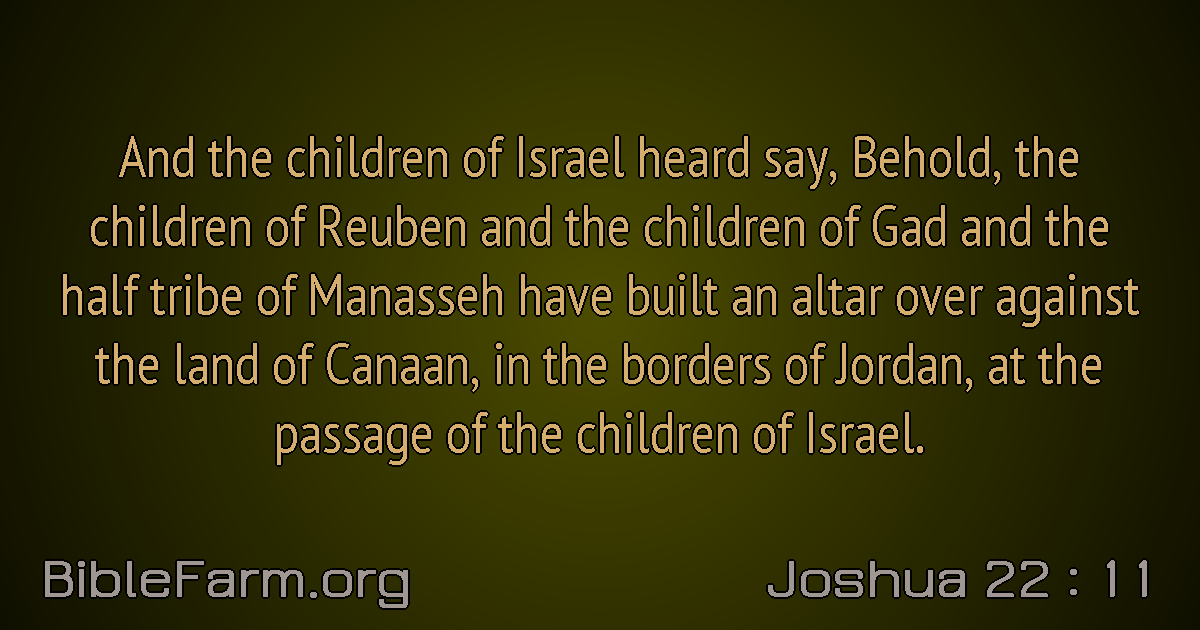 And the children of Israel heard say, Behold, the
children of Reuben and the children of Gad and the
half tribe of Manasseh have built an altar over against
the land of Canaan, in the borders of Jordan, at the
passage of the children of Israel.
BibleFarm.org
Joshua 22 : 11